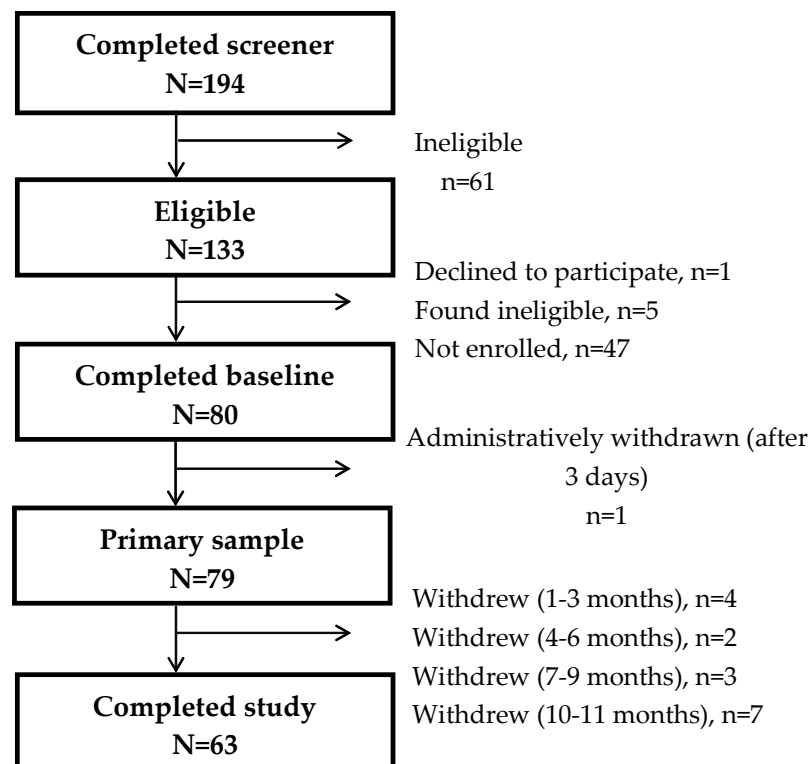 Completed screener
N=194
Ineligible
n=61
Eligible
N=133
Declined to participate, n=1
Found ineligible, n=5
Not enrolled, n=47
Completed baseline
N=80
Administratively withdrawn (after
3 days)
n=1
Primary sample
N=79
Withdrew (1-3 months), n=4
Withdrew (4-6 months), n=2
Withdrew (7-9 months), n=3
Withdrew (10-11 months), n=7
Completed study
N=63